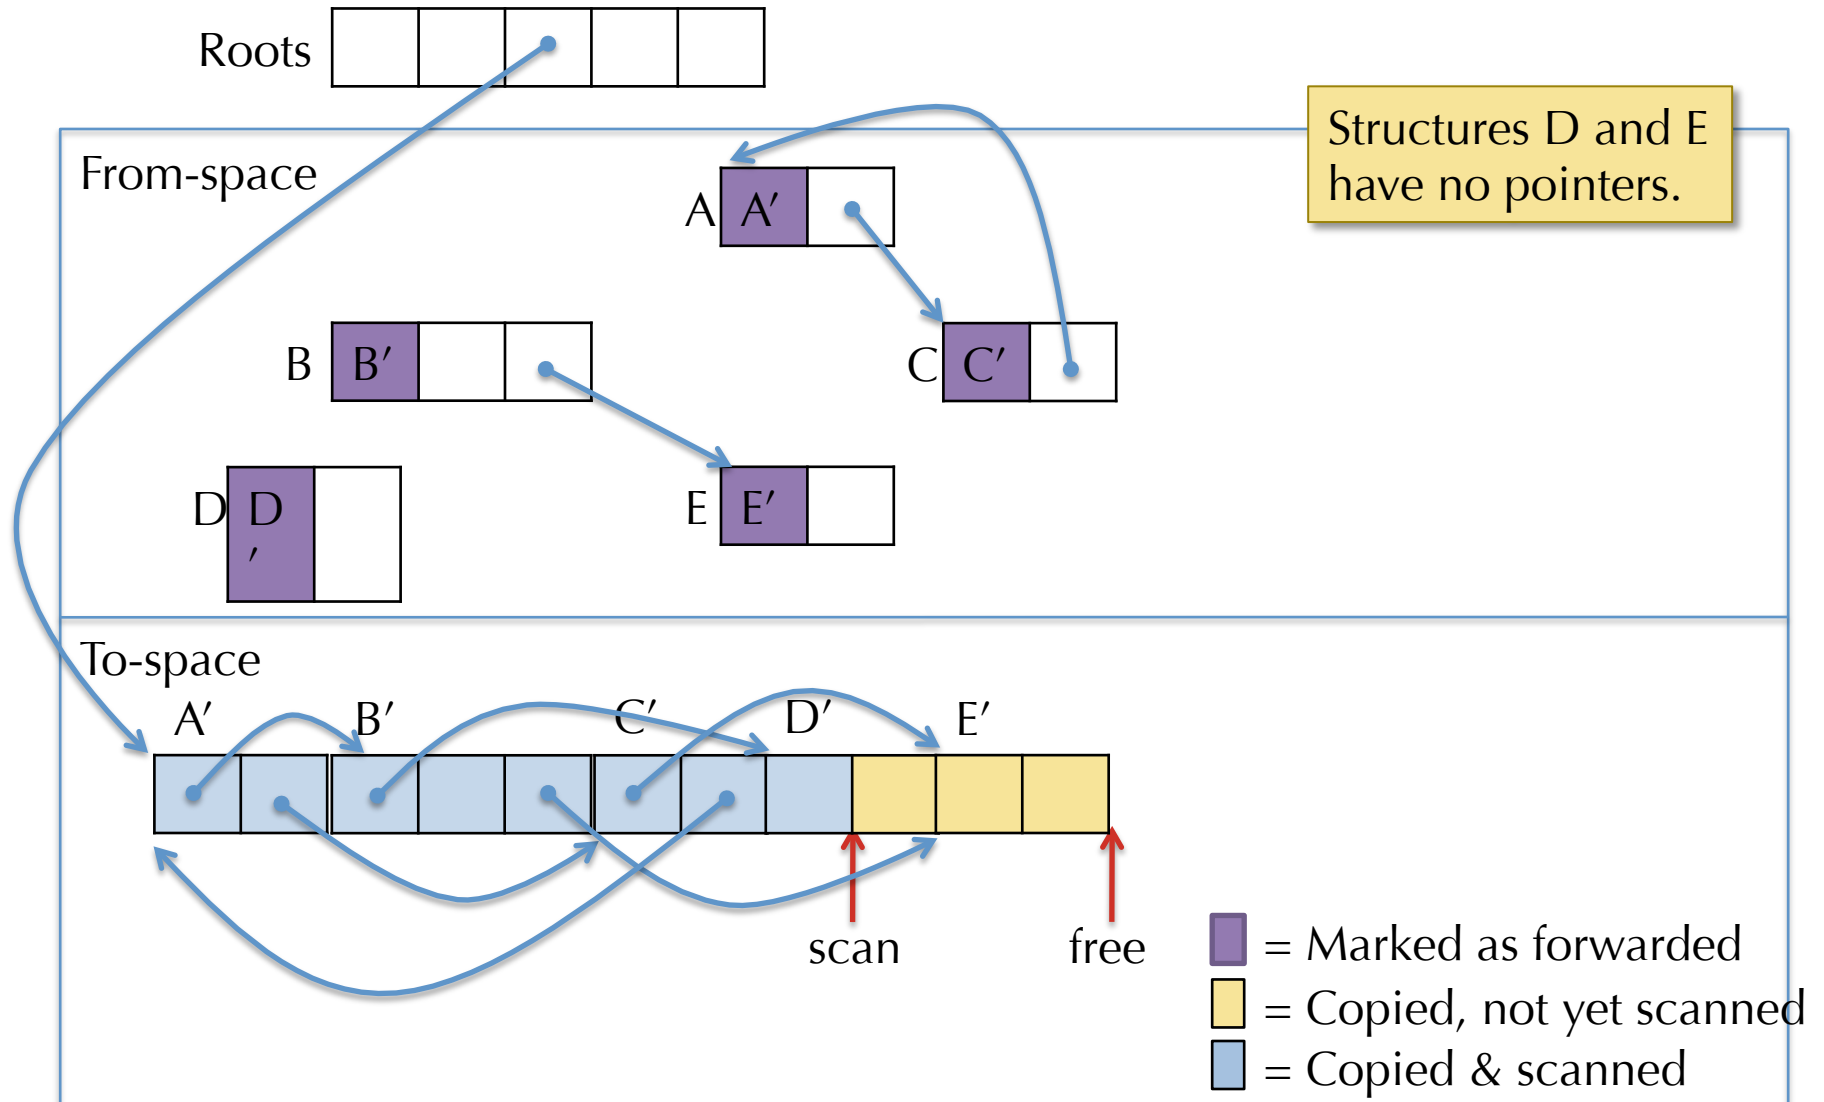 Roots
Structures D and E
have no pointers.
From-space
A A′
B B′
C C′
D D
′
E E′
To-space
A′ B′ C′ D′ E′
scan free
= Marked as forwarded
= Copied, not yet scanned
= Copied & scanned